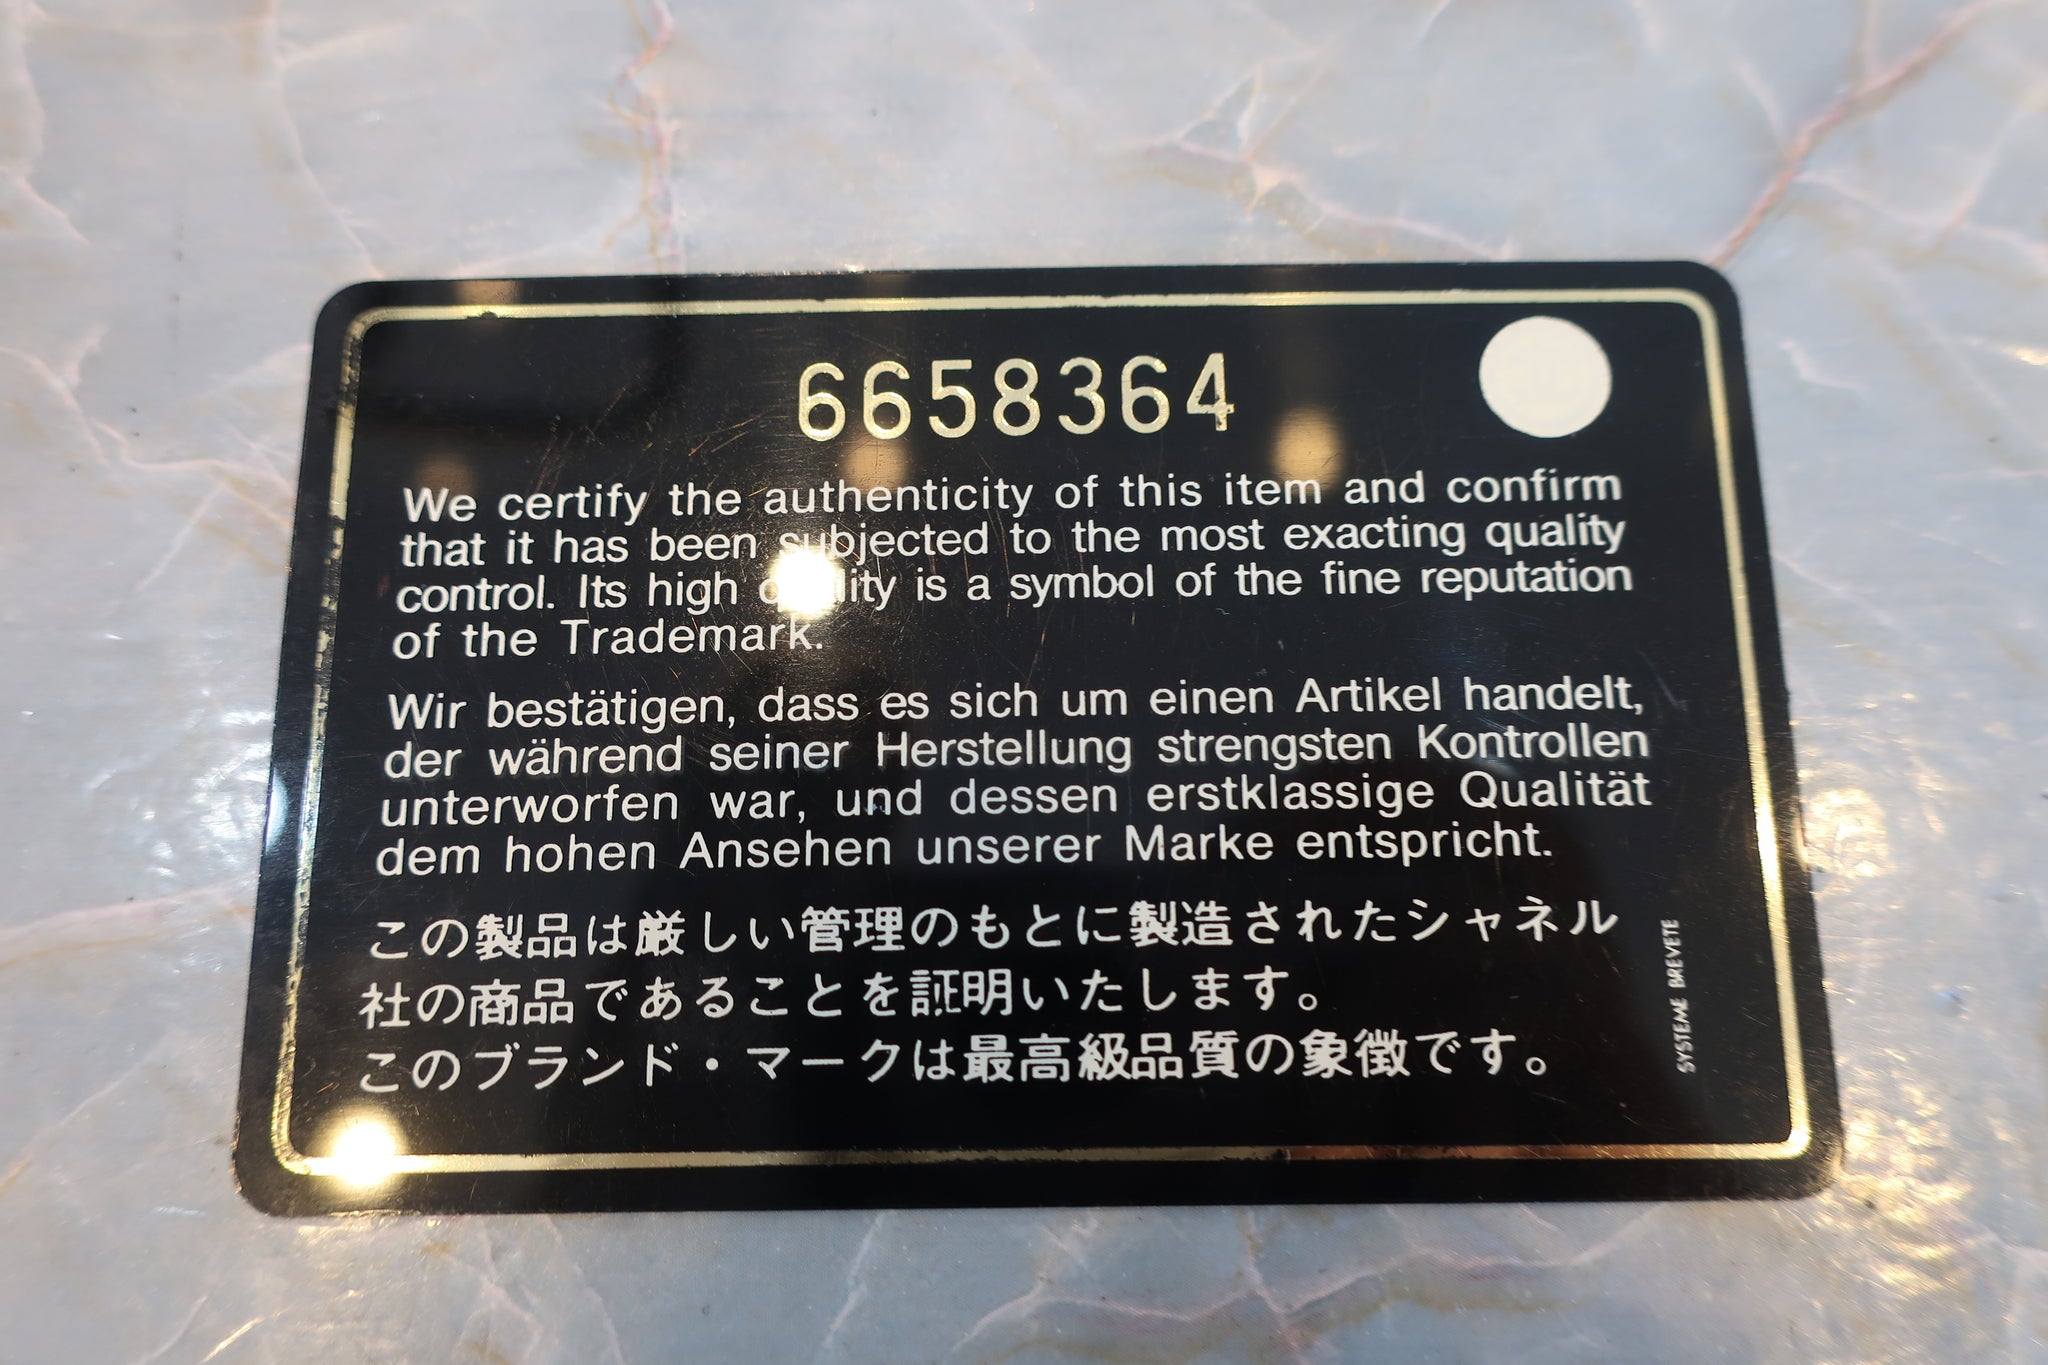 6658364
We certify the authenticity of this item and confirm
that it has been subjected to the most exacting quality
control. Its high quality is a symbol of the fine reputation
of the Trademark.
Wir bestätigen, dass es sich um einen Artikel handelt,
der während seiner Herstellung strengsten Kontrollen
unterworfen war, und dessen erstklassige Qualität
dem hohen Ansehen unserer Marke entspricht.
この製品は厳しい管理のもとに製造されたシャネル
社の商品であることを証明いたします。
このブランド・マークは最高級品質の象徴です。
SYSTEME BREVETE